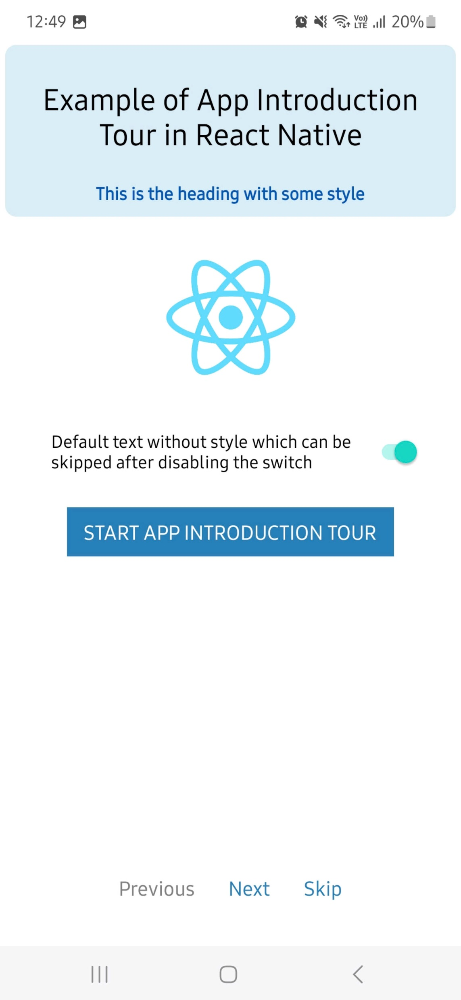 12:49 Vo)) LTE 20%
Example of App Introduction
Tour in React Native
This is the heading with some style
Default text without style which can be
skipped after disabling the switch
START APP INTRODUCTION TOUR
Previous Next Skip